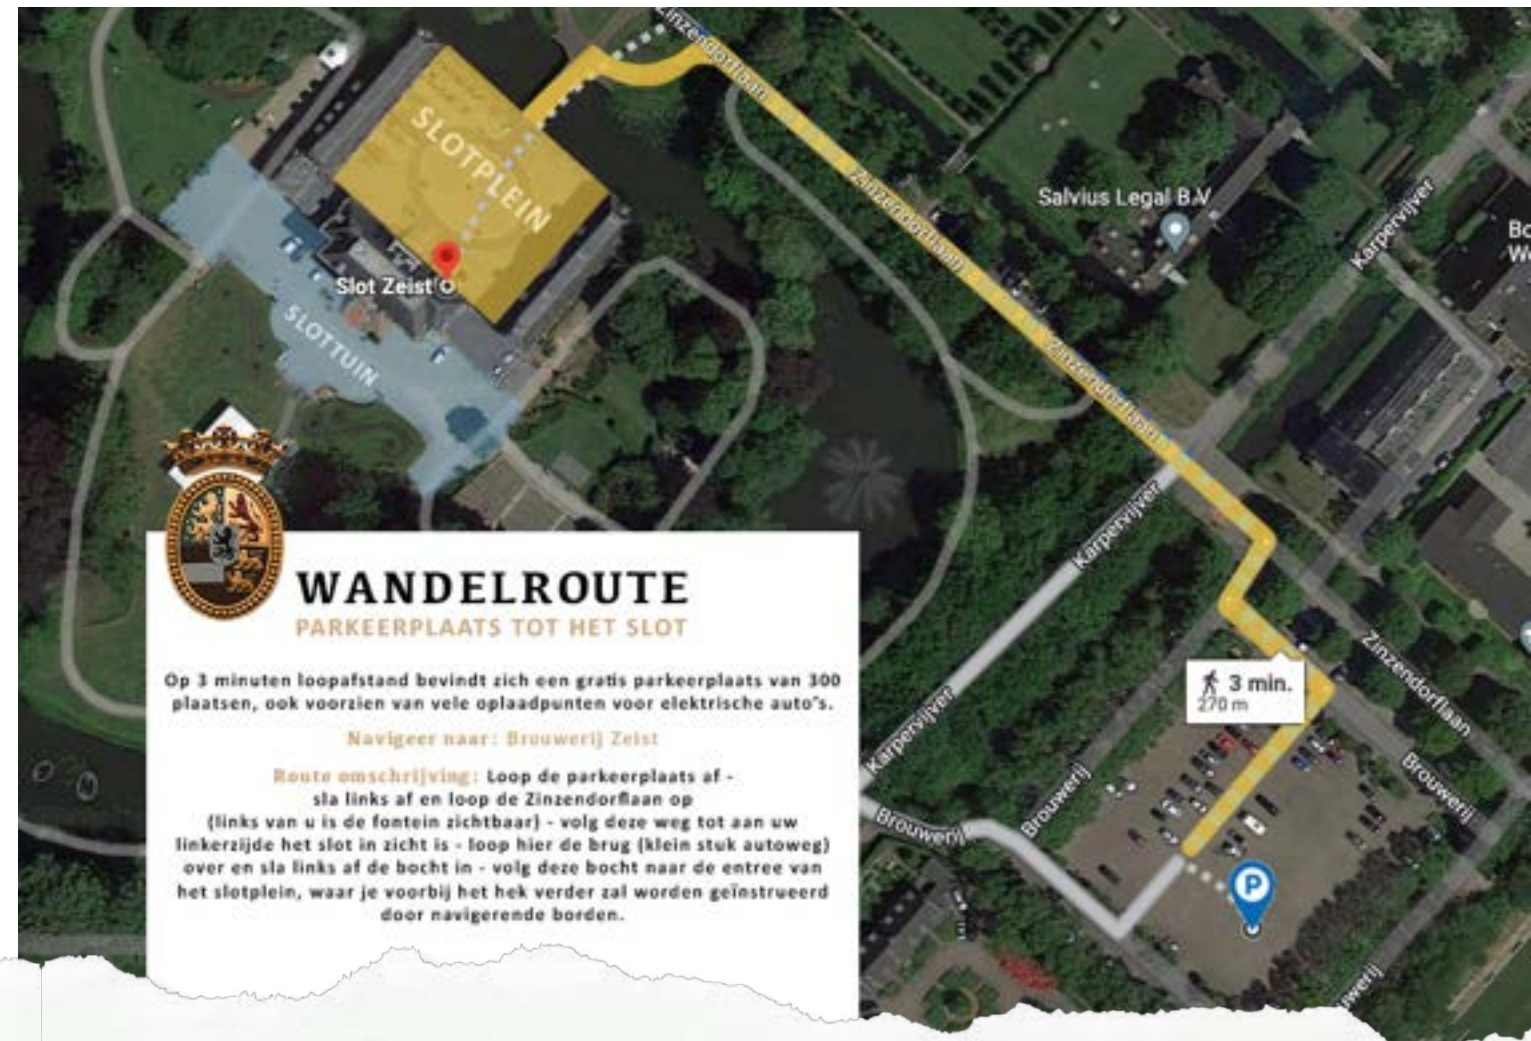 Zinzendorflaan
SLOTPLEIN
Zinzendorflaan
Salvius Legal B.V
Karpervijver
Bo
We
Slot Zeist
SLOTTUIN
Zinzendorflaan
Karpervijver
WANDELROUTE
PARKEERPLAATS TOT HET SLOT
Op 3 minuten loopafstand bevindt zich een gratis parkeerplaats van 300
plaatsen, ook voorzien van vele oplaadpunten voor elektrische auto's.
Navigeer naar: Brouwerij Zeist
Route omschrijving: Loop de parkeerplaats af -
sla links af en loop de Zinzendorflaan op
(links van u is de fontein zichtbaar) - volg deze weg tot aan uw
linkerzijde het slot in zicht is - loop hier de brug (klein stuk autoweg)
over en sla links af de bocht in - volg deze bocht naar de entree van
het slotplein, waar je voorbij het hek verder zal worden geïnstrueerd
door navigerende borden.
3 min.
270 m
Zinzendorflaan
Karpervijver
Brouwerij
Brouwerij
Brouwerij
P
uwerij